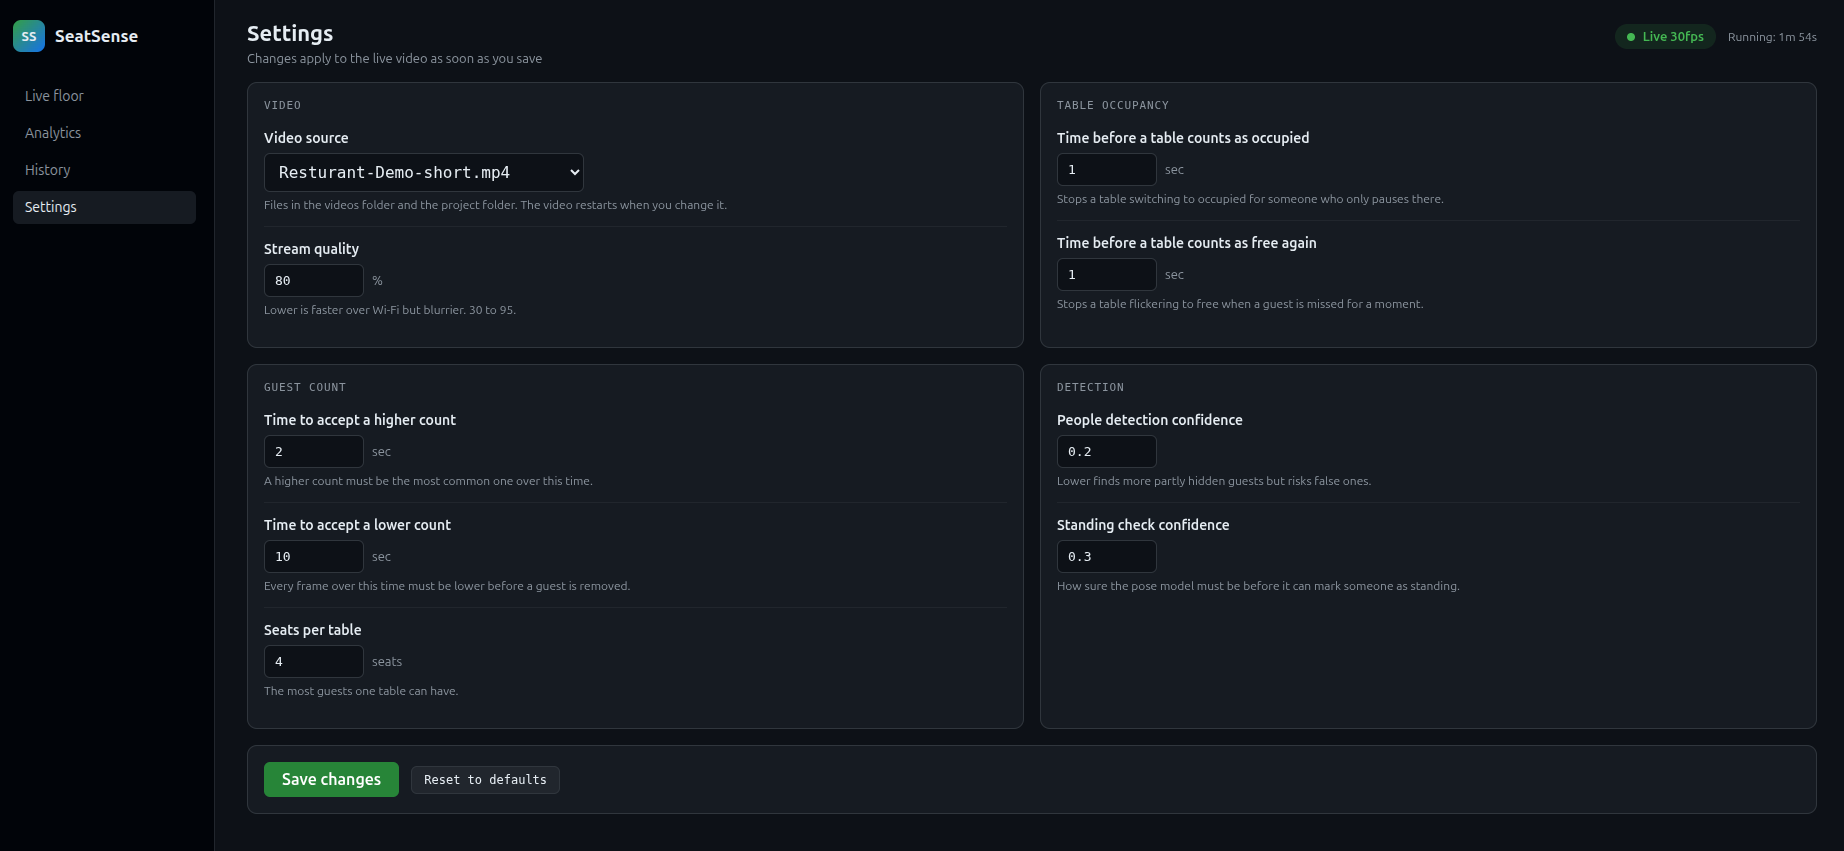 SS SeatSense
Live floor
Analytics
History
Settings
Settings
Changes apply to the live video as soon as you save
Live 30fps Running: 1m 54s
VIDEO
Video source
Resturant-Demo-short.mp4
Files in the videos folder and the project folder. The video restarts when you change it.
Stream quality
80 %
Lower is faster over Wi-Fi but blurrier. 30 to 95.
TABLE OCCUPANCY
Time before a table counts as occupied
1 sec
Stops a table switching to occupied for someone who only pauses there.
Time before a table counts as free again
1 sec
Stops a table flickering to free when a guest is missed for a moment.
GUEST COUNT
Time to accept a higher count
2 sec
A higher count must be the most common one over this time.
Time to accept a lower count
10 sec
Every frame over this time must be lower before a guest is removed.
Seats per table
4 seats
The most guests one table can have.
DETECTION
People detection confidence
0.2
Lower finds more partly hidden guests but risks false ones.
Standing check confidence
0.3
How sure the pose model must be before it can mark someone as standing.
Save changes Reset to defaults